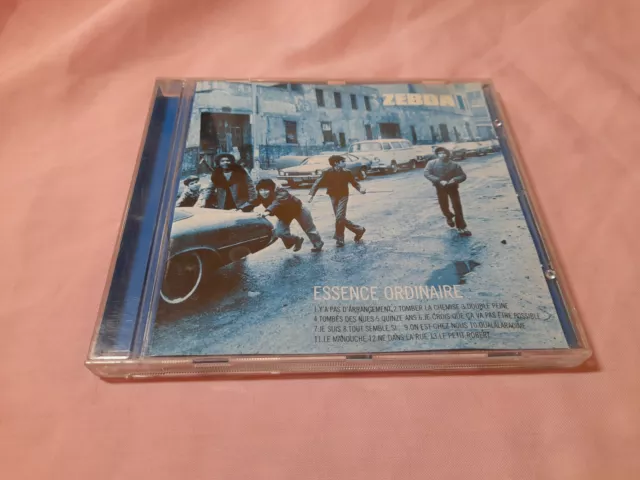 ZEBDA
ESSENCE ORDINAIRE
1.Y'A PAS D'ARRANGEMENT 2.TOMBER LA CHEMISE 3.DOUBLE PEINE
4.TOMBÉS DES NUES 5.QUINZE ANS 6.JE CROIS QUE ÇA VA PAS ÊTRE POSSIBLE
7.JE SUIS 8.TOUT SEMBLE SI... 9.ON EST CHEZ NOUS 10.OUALALARADIME
11.LE MANOUCHE 12.NÉ DANS LA RUE 13.LE PETIT ROBERT